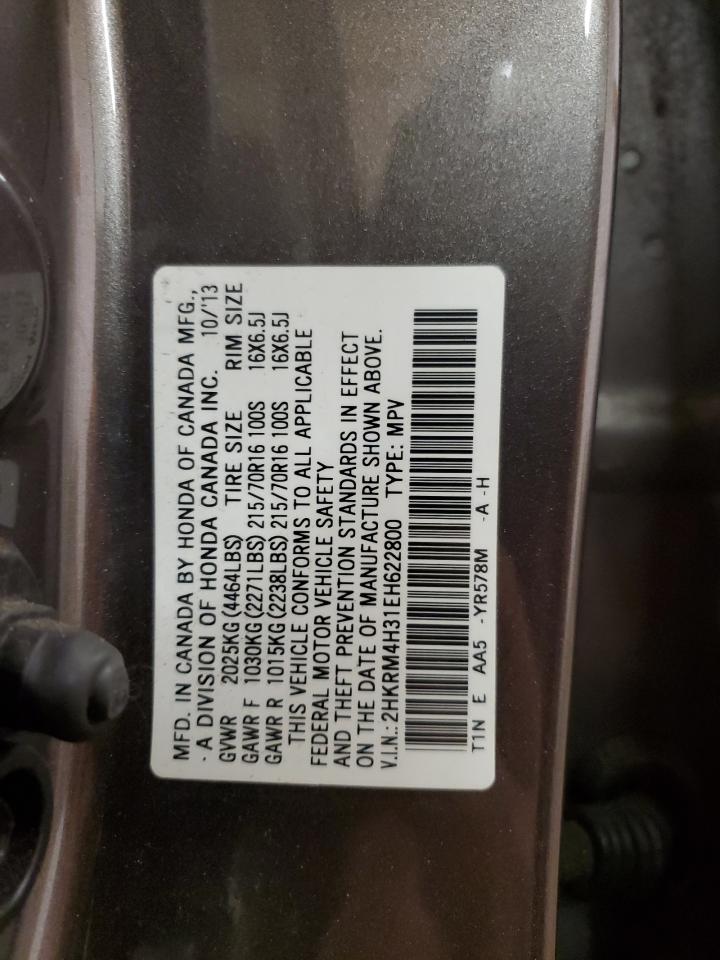 MFD. IN CANADA BY HONDA OF CANADA MFG.,
- A DIVISION OF HONDA CANADA INC. 10/'13
GVWR 2025KG (4464LBS) TIRE SIZE RIM SIZE
GAWR F 1030KG (2271LBS) 215/70R16 100S 16X6.5J
GAWR R 1015KG (2238LBS) 215/70R16 100S 16X6.5J
THIS VEHICLE CONFORMS TO ALL APPLICABLE
FEDERAL MOTOR VEHICLE SAFETY
AND THEFT PREVENTION STANDARDS IN EFFECT
ON THE DATE OF MANUFACTURE SHOWN ABOVE.
V.I.N.: 2HKRM4H31EH622800 TYPE: MPV
T1N E AA5 -YR578M -A -H